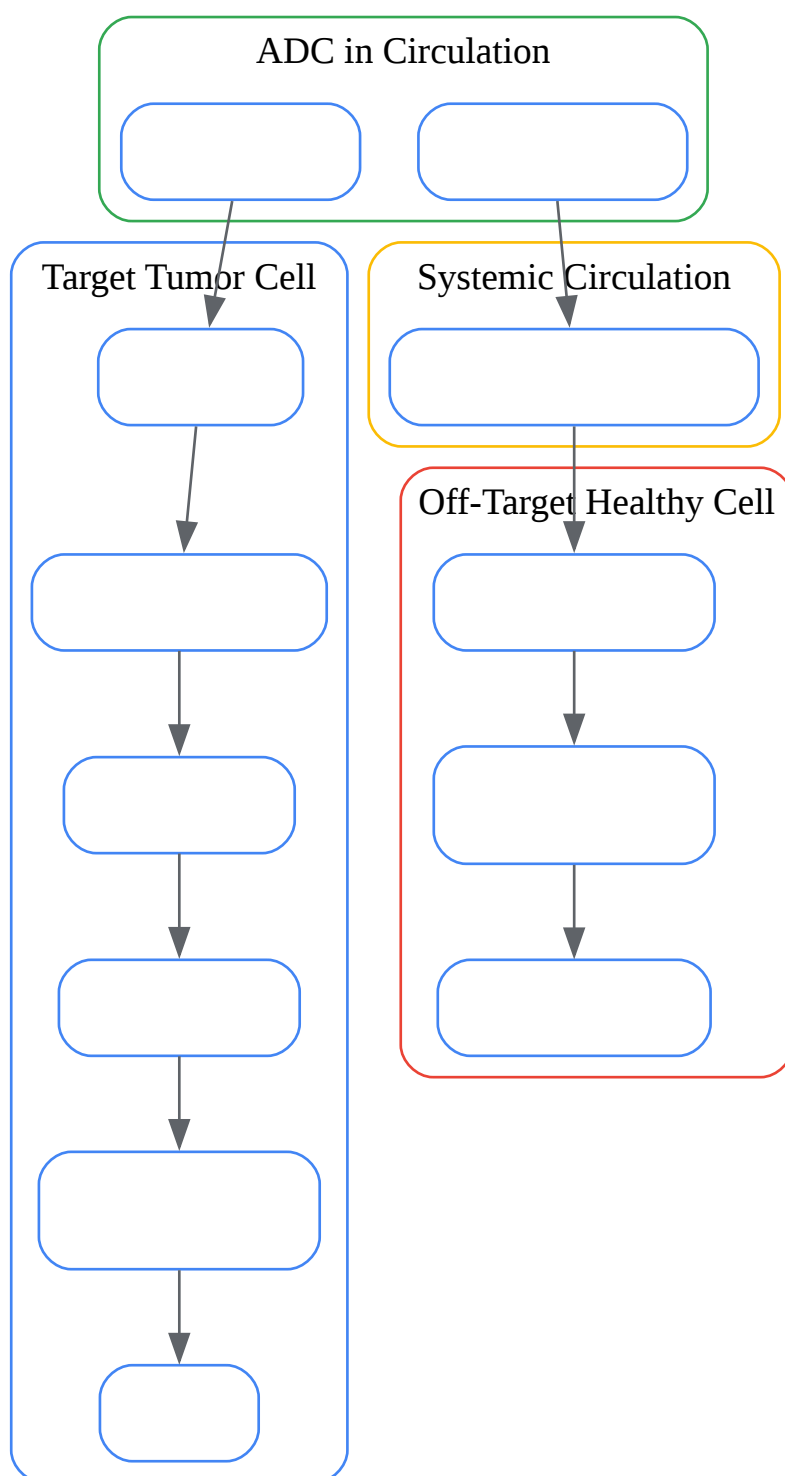 ADC in Circulation
Target Tumor Cell
Systemic Circulation
Off-Target Healthy Cell